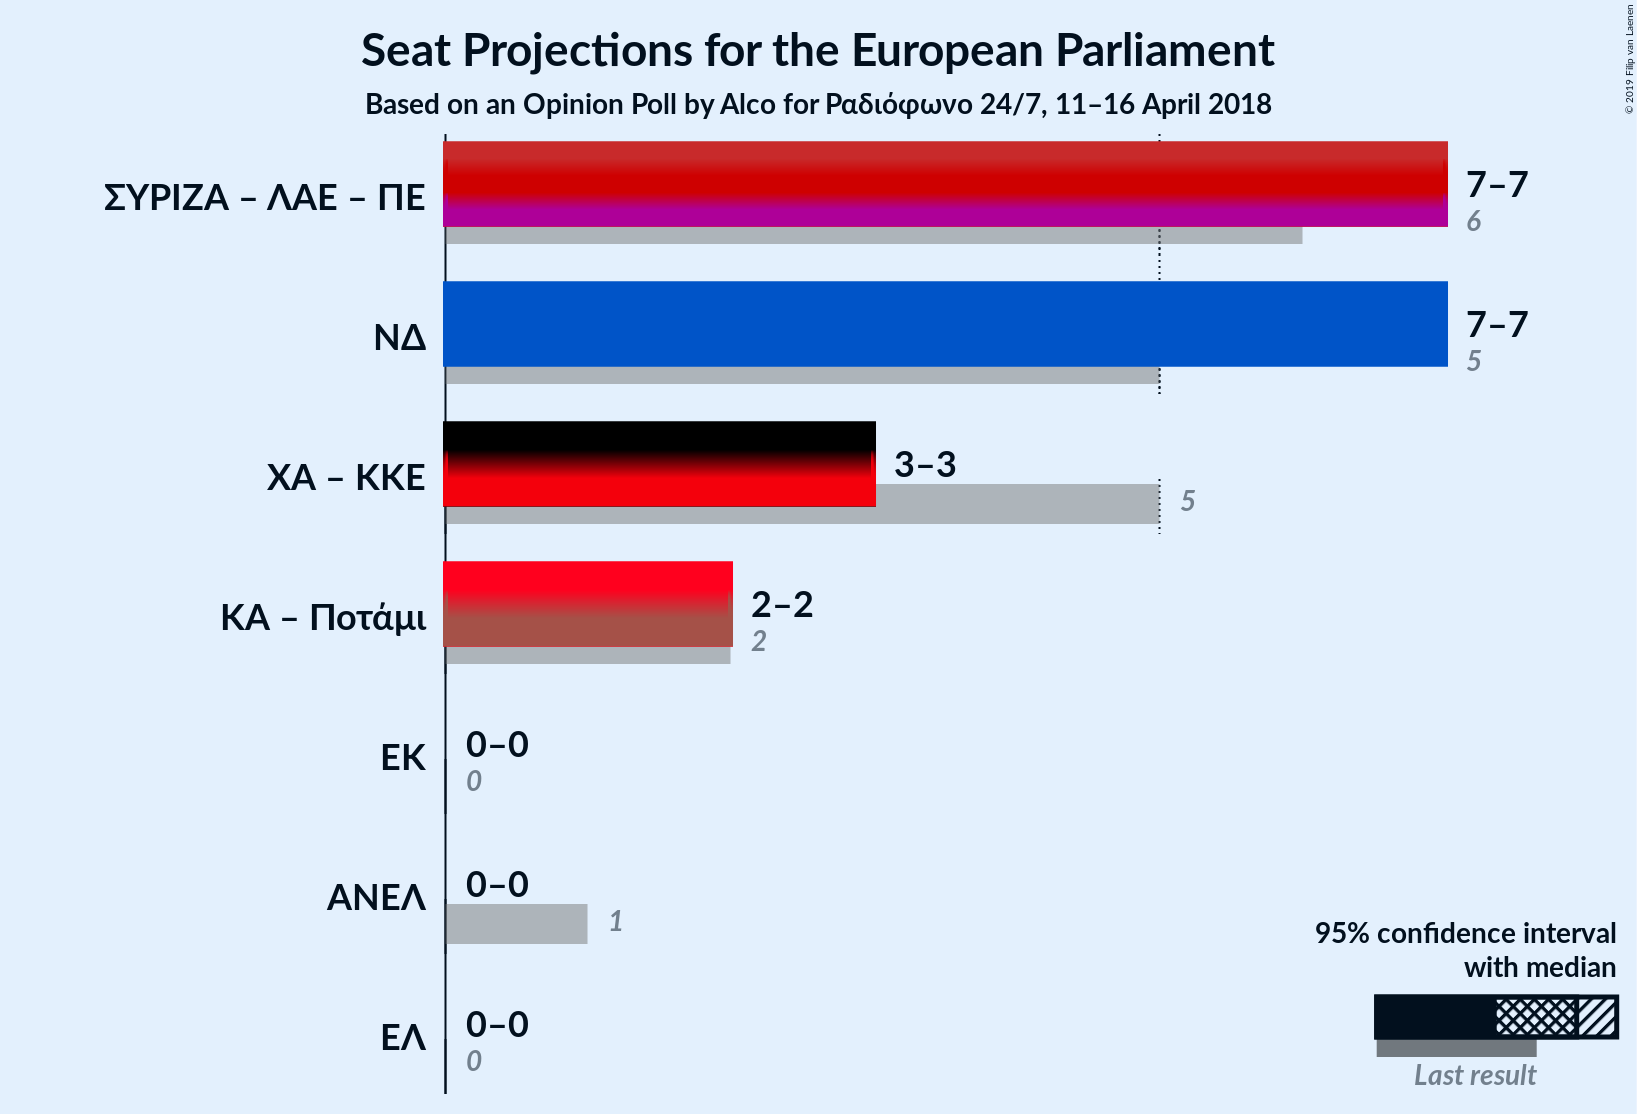 Seat Projections for the European Parliament
Based on an Opinion Poll by Alco for Ραδιόφωνο 24/7, 11–16 April 2018
© 2019 Filip van Laenen
ΣΥΡΙΖΑ – ΛΑΕ – ΠΕ
7–7
6
ΝΔ
7–7
5
ΧΑ – ΚΚΕ
3–3
5
ΚΑ – Ποτάμι
2–2
2
ΕΚ
0–0
0
ΑΝΕΛ
0–0
1
ΕΛ
0–0
0
95% confidence interval
with median
Last result